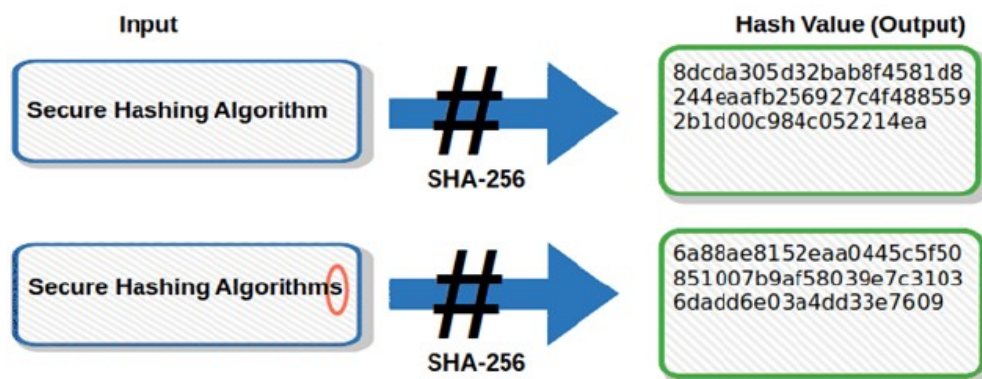 Input
Hash Value (Output)
Secure Hashing Algorithm
#
SHA-256
8dcda305d32bab8f4581d8
244eaafb256927c4f488559
2b1d00c984c052214ea
Secure Hashing Algorithms
#
SHA-256
6a88ae8152eaa0445c5f50
851007b9af58039e7c3103
6dadd6e03a4dd33e7609